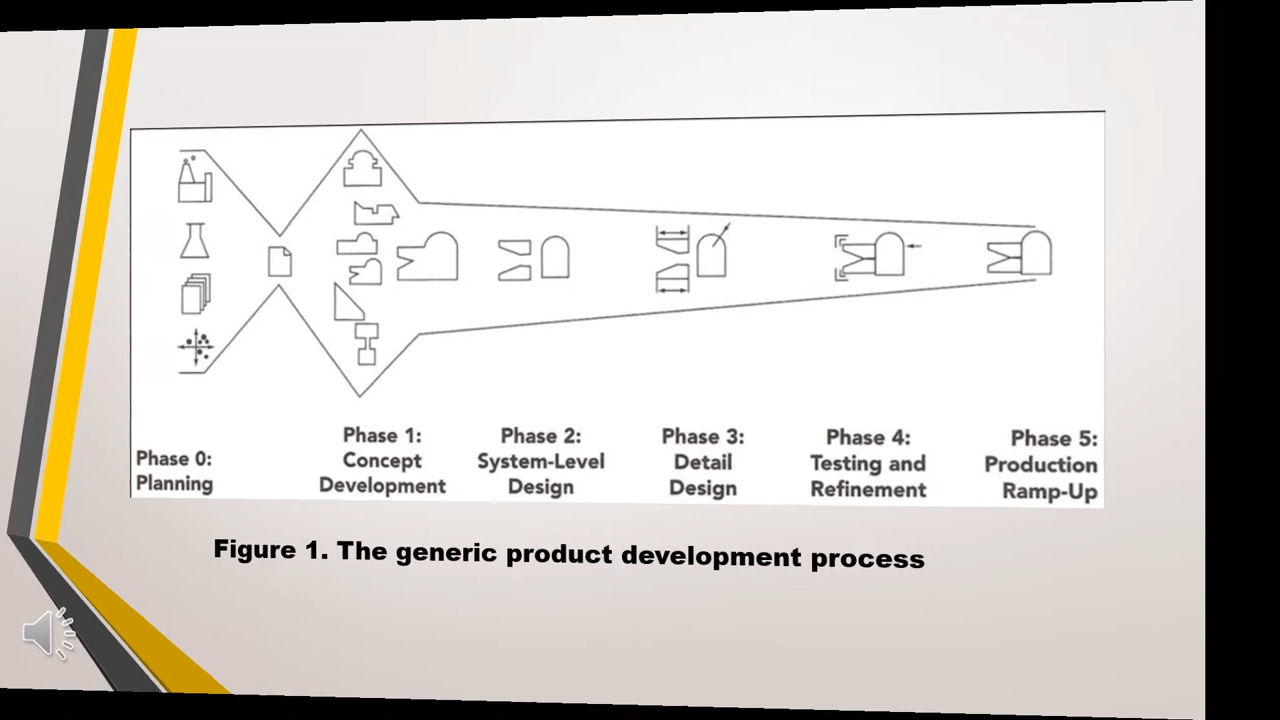 Phase 0:
Planning
Phase 1:
Concept
Development
Phase 2:
System-Level
Design
Phase 3:
Detail
Design
Phase 4:
Testing and
Refinement
Phase 5:
Production
Ramp-Up
Figure 1. The generic product development process